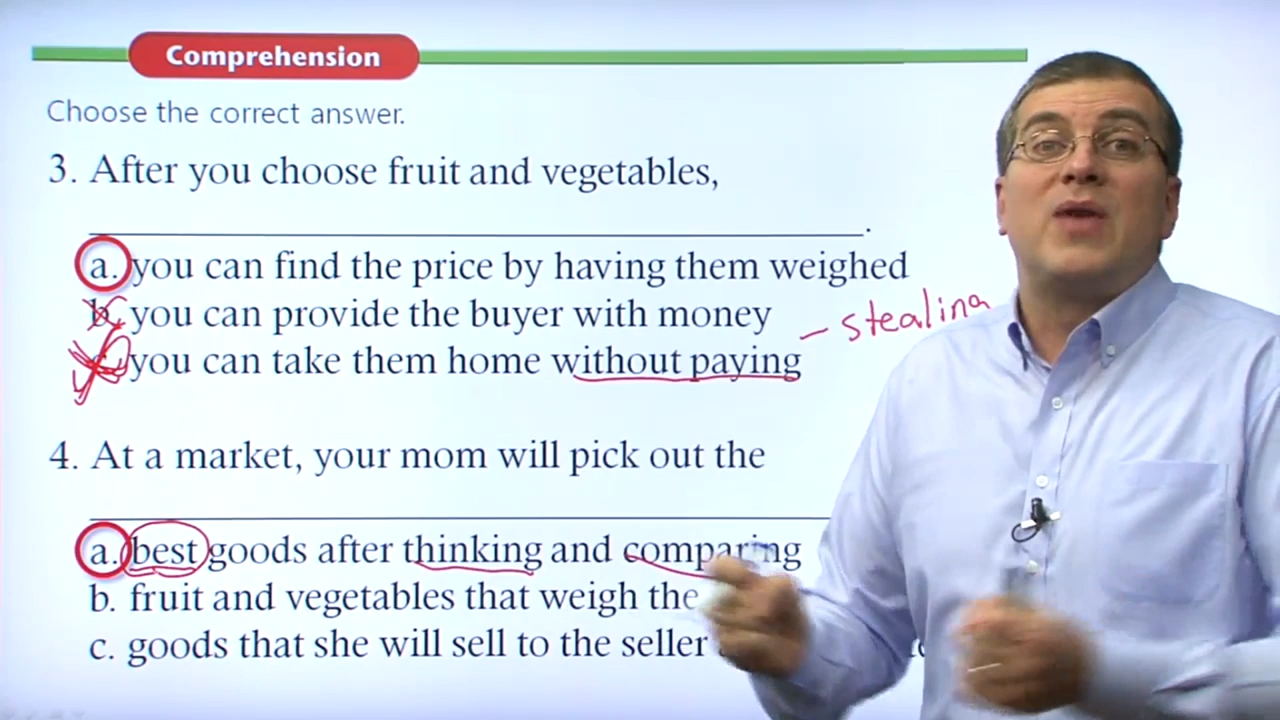 Comprehension
Choose the correct answer.
3. After you choose fruit and vegetables,
.
a. you can find the price by having them weighed
b. you can provide the buyer with money
– stealing
c. you can take them home without paying
4. At a market, your mom will pick out the
a. best goods after thinking and comparing
b. fruit and vegetables that weigh the
c. goods that she will sell to the seller